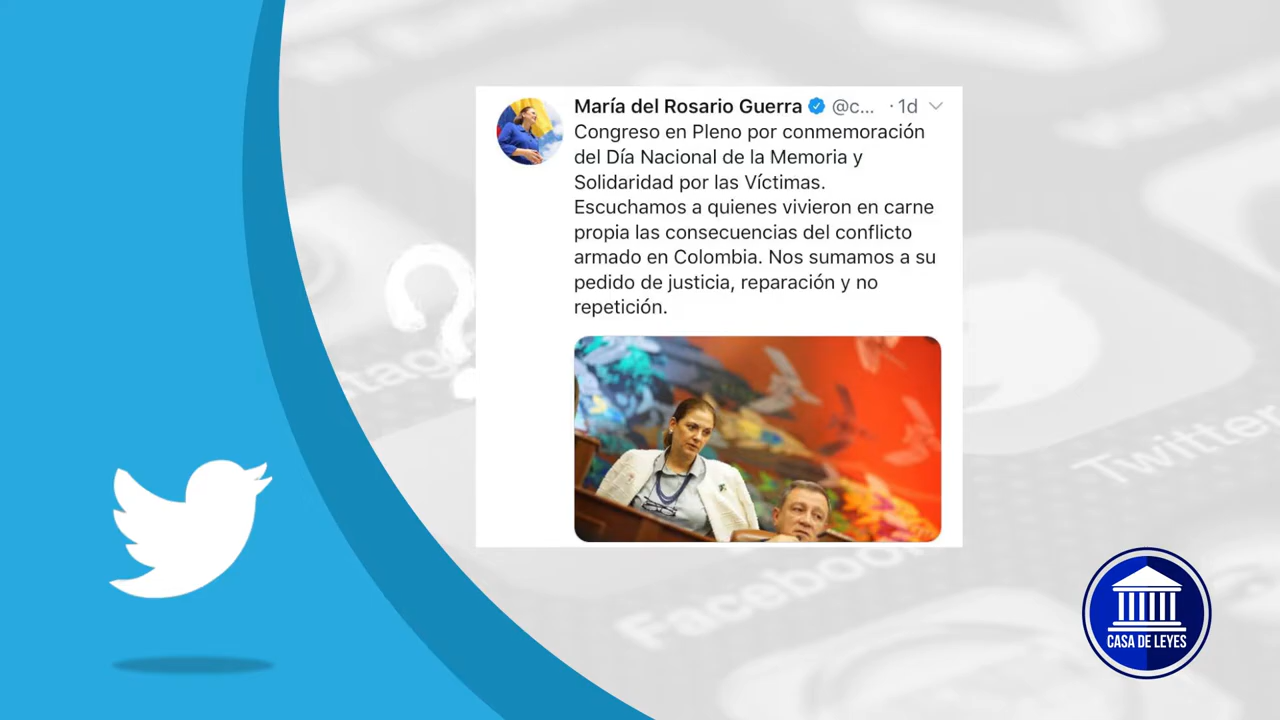 María del Rosario Guerra @c... · 1d
Congreso en Pleno por conmemoración
del Día Nacional de la Memoria y
Solidaridad por las Víctimas.
Escuchamos a quienes vivieron en carne
propia las consecuencias del conflicto
armado en Colombia. Nos sumamos a su
pedido de justicia, reparación y no
repetición.
?
Twitter
Facebook
CASA DE LEYES